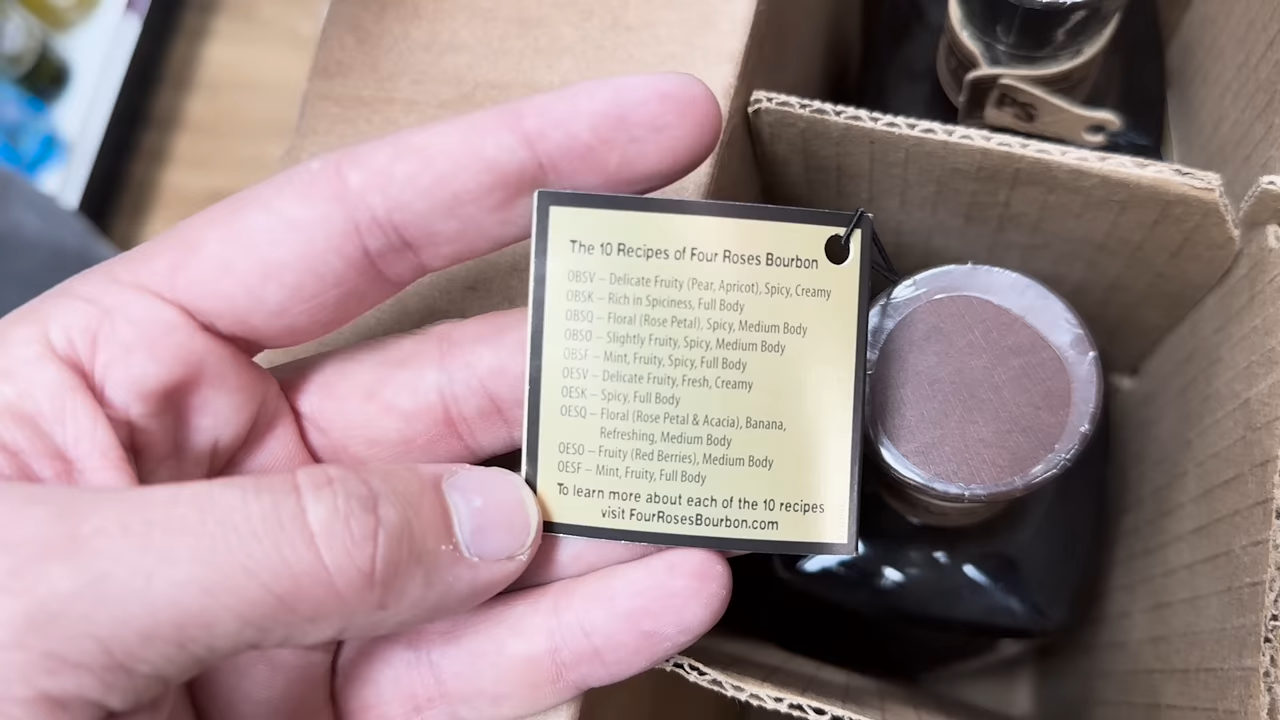 The 10 Recipes of Four Roses Bourbon
OBSV – Delicate Fruity (Pear, Apricot), Spicy, Creamy
OBSK – Rich in Spiciness, Full Body
OBSQ – Floral (Rose Petal), Spicy, Medium Body
OBSO – Slightly Fruity, Spicy, Medium Body
OBSF – Mint, Fruity, Spicy, Full Body
OESV – Delicate Fruity, Fresh, Creamy
OESK – Spicy, Full Body
OESQ – Floral (Rose Petal & Acacia), Banana,
Refreshing, Medium Body
OESO – Fruity (Red Berries), Medium Body
OESF – Mint, Fruity, Full Body
To learn more about each of the 10 recipes
visit FourRosesBourbon.com
PS